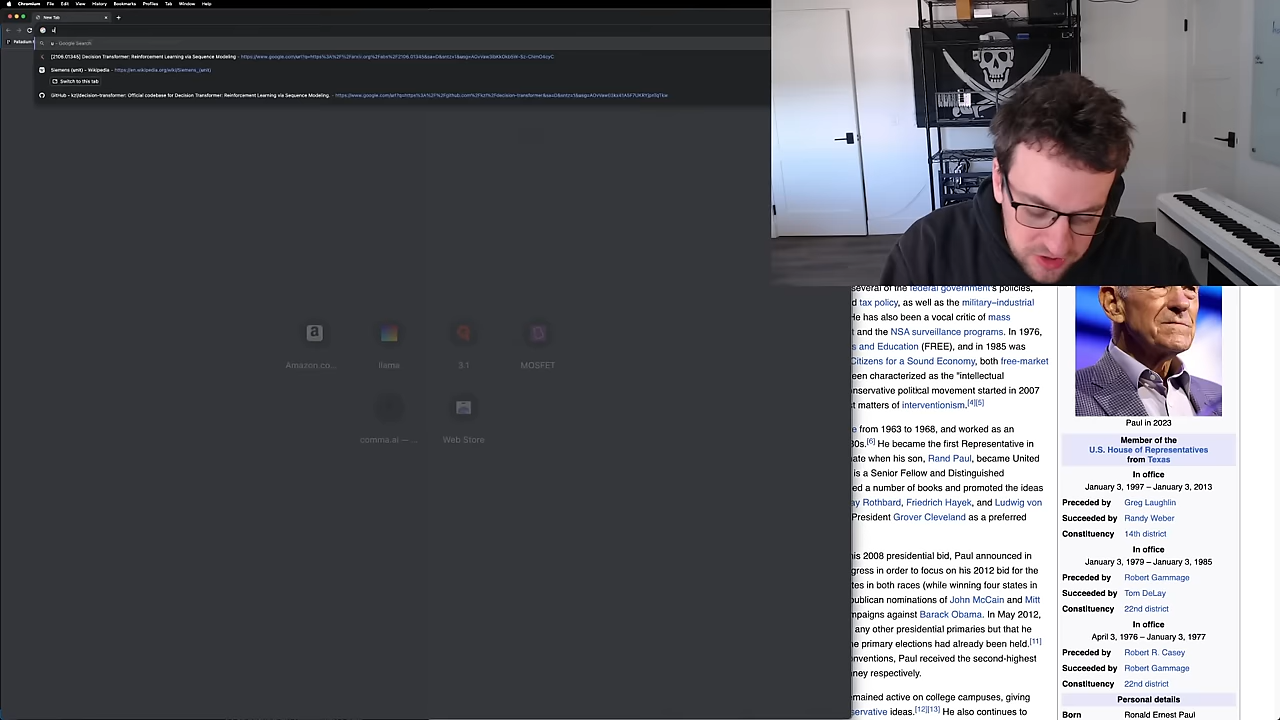 Chromium File Edit View History Bookmarks Profiles Tab Window Help
New Tab
u
u - Google Search
[2106.01345] Decision Transformer: Reinforcement Learning via Sequence Modeling -
Siemens (unit) - Wikipedia - https://en.wikipedia.org/wiki/Siemens_(unit)
Switch to this tab
GitHub - kzl/decision-transformer: Official codebase for Decision Transformer: Reinforcement Learning via Sequence Modeling. -
Amazon.co...
llama
3.1
MOSFET
comma.ai — ...
Web Store
several of the federal government's policies,
d tax policy, as well as the military–industrial
He has also been a vocal critic of mass
t and the NSA surveillance programs. In 1976,
s and Education (FREE), and in 1985 was
Citizens for a Sound Economy, both free-market
een characterized as the "intellectual
nservative political movement started in 2007
t matters of interventionism.[4][5]
e from 1963 to 1968, and worked as an
0s.[6] He became the first Representative in
ate when his son, Rand Paul, became United
is a Senior Fellow and Distinguished
ed a number of books and promoted the ideas
ay Rothbard, Friedrich Hayek, and Ludwig von
President Grover Cleveland as a preferred
his 2008 presidential bid, Paul announced in
gress in order to focus on his 2012 bid for the
tes in both races (while winning four states in
publican nominations of John McCain and Mitt
mpaigns against Barack Obama. In May 2012,
any other presidential primaries but that he
e primary elections had already been held.[11]
nventions, Paul received the second-highest
ney respectively.
mained active on college campuses, giving
servative ideas.[12][13] He also continues to
Paul in 2023
Member of the
U.S. House of Representatives
from Texas
In office
January 3, 1997 – January 3, 2013
Preceded by Greg Laughlin
Succeeded by Randy Weber
Constituency 14th district
In office
January 3, 1979 – January 3, 1985
Preceded by Robert Gammage
Succeeded by Tom DeLay
Constituency 22nd district
In office
April 3, 1976 – January 3, 1977
Preceded by Robert R. Casey
Succeeded by Robert Gammage
Constituency 22nd district
Personal details
Born Ronald Ernest Paul